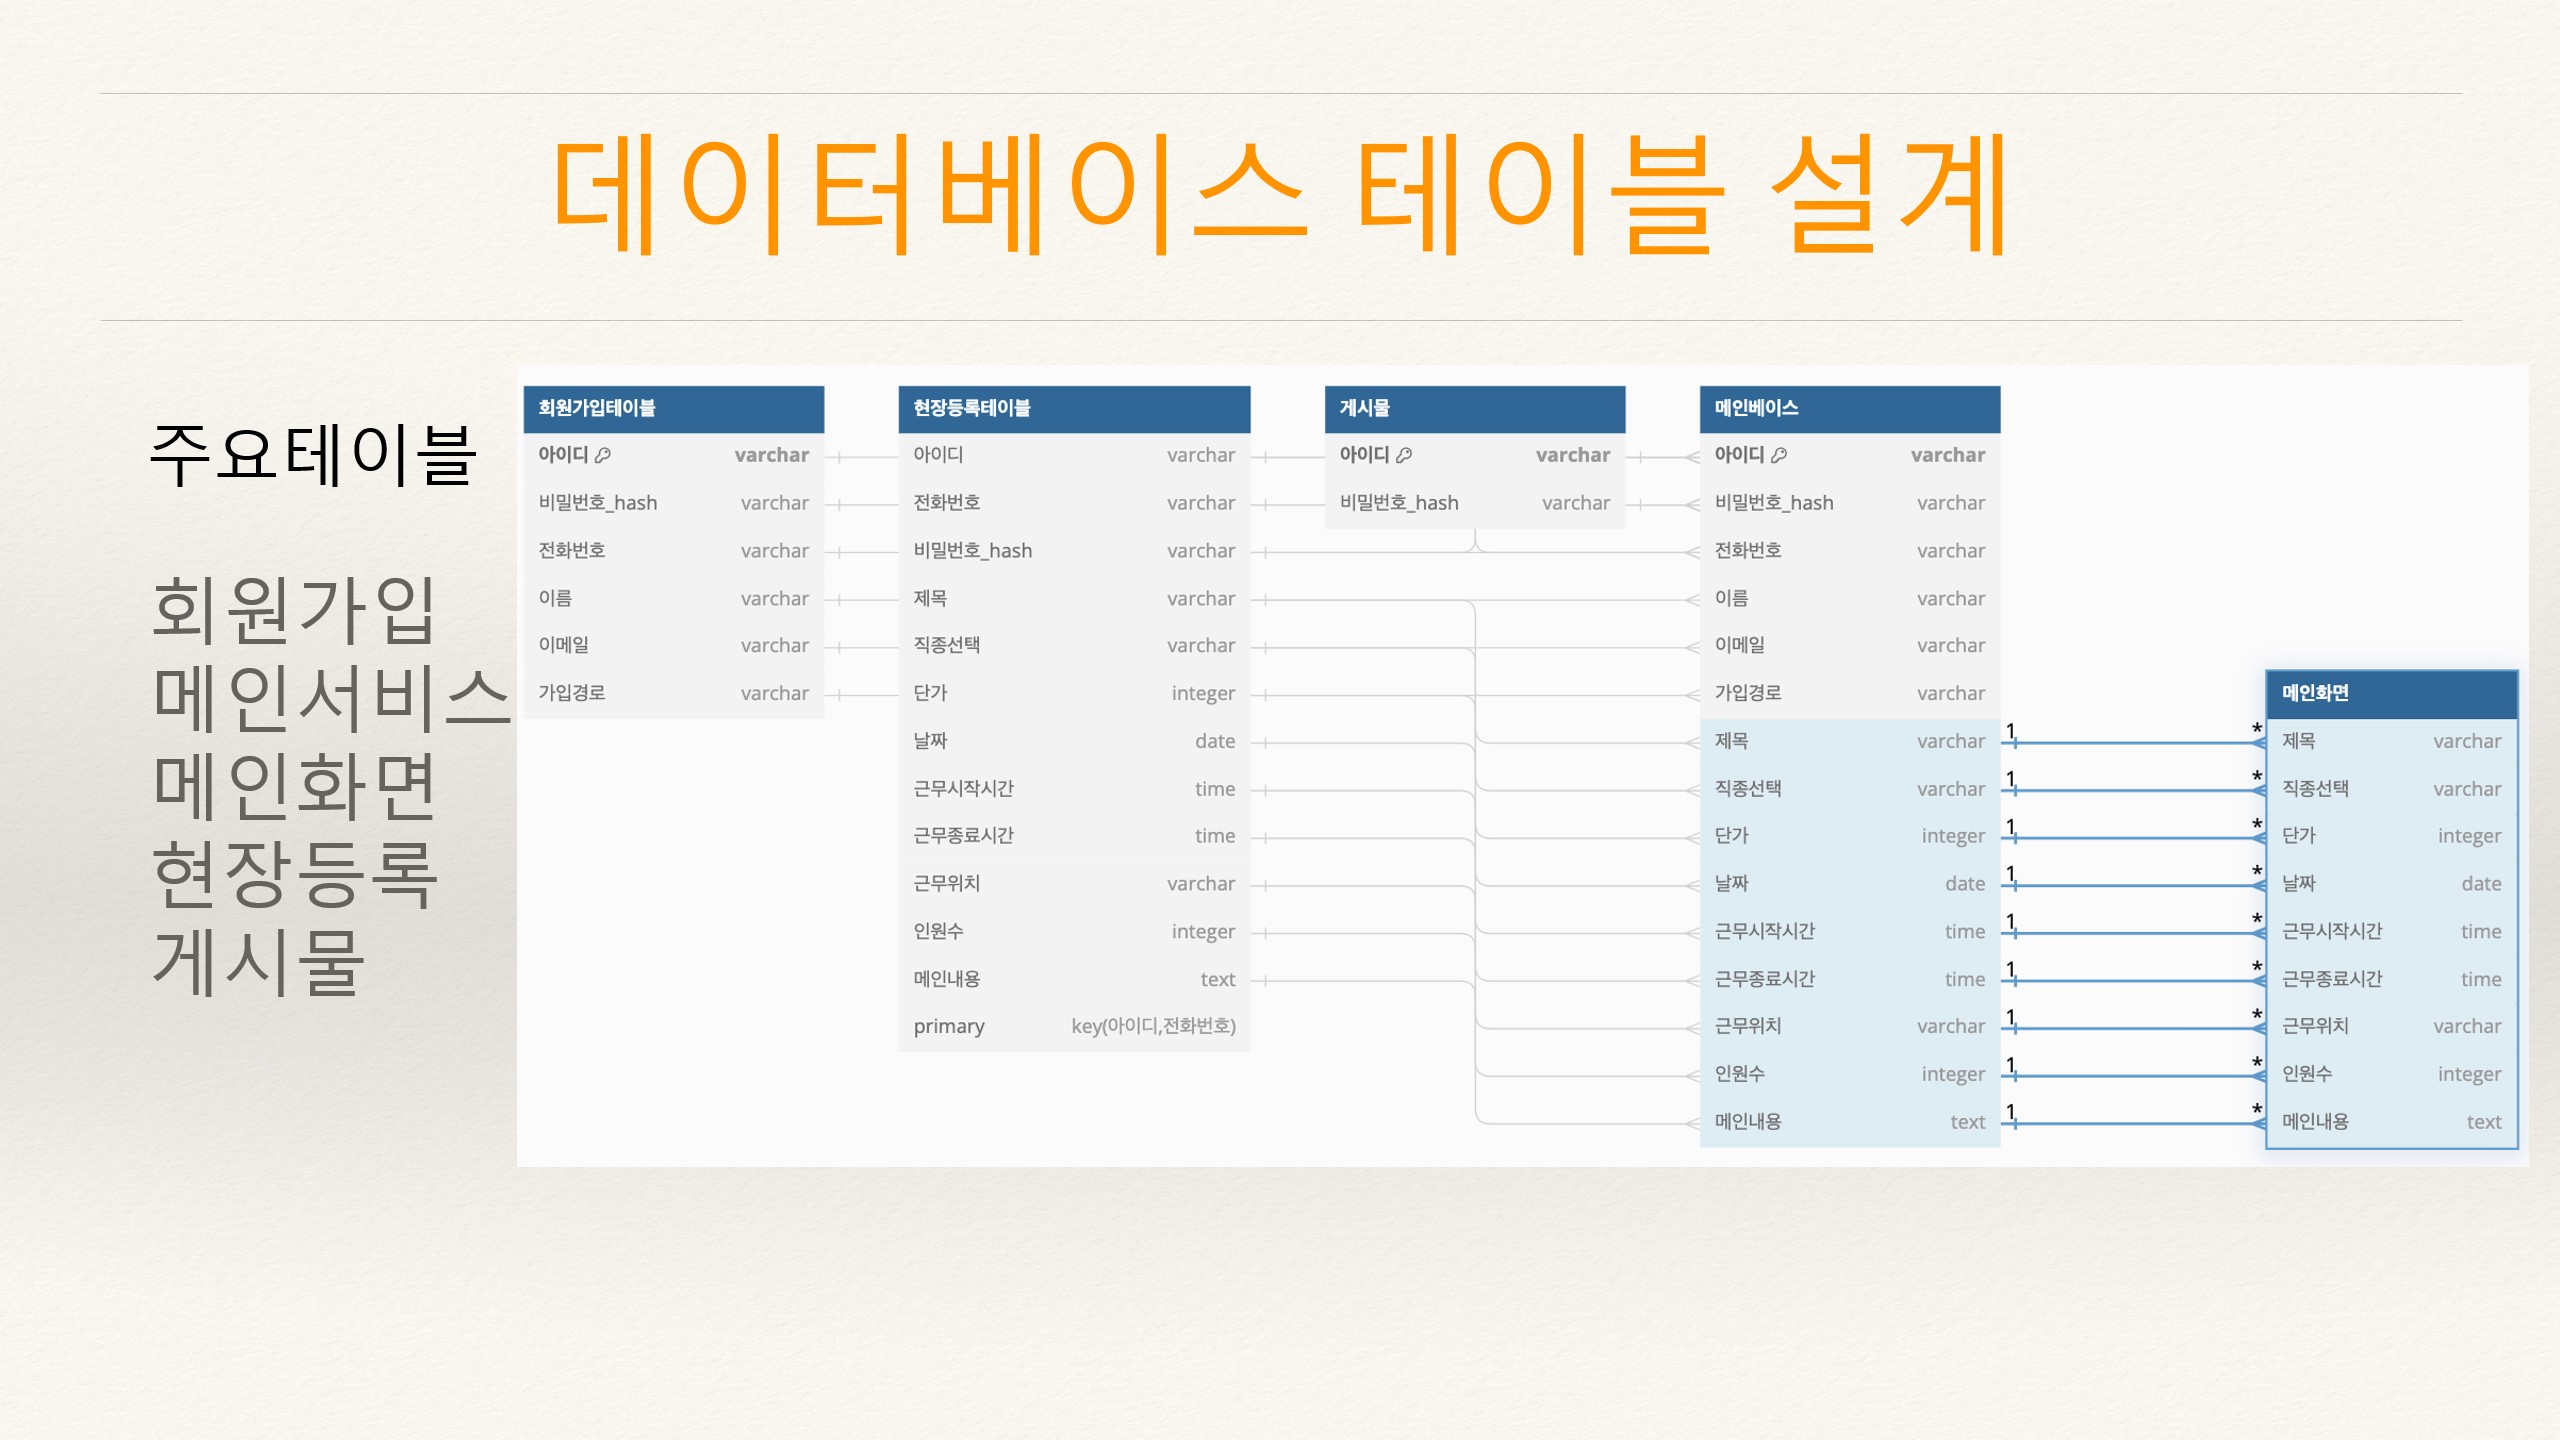 데이터베이스 테이블 설계
주요테이블
회원가입
메인서비스
메인화면
현장등록
게시물
회원가입테이블
아이디 varchar
비밀번호_hash varchar
전화번호 varchar
이름 varchar
이메일 varchar
가입경로 varchar
현장등록테이블
아이디 varchar
전화번호 varchar
비밀번호_hash varchar
제목 varchar
직종선택 varchar
단가 integer
날짜 date
근무시작시간 time
근무종료시간 time
근무위치 varchar
인원수 integer
메인내용 text
primary key(아이디,전화번호)
게시물
아이디 varchar
비밀번호_hash varchar
메인베이스
아이디 varchar
비밀번호_hash varchar
전화번호 varchar
이름 varchar
이메일 varchar
가입경로 varchar
제목 varchar 1 *
직종선택 varchar 1 *
단가 integer 1 *
날짜 date 1 *
근무시작시간 time 1 *
근무종료시간 time 1 *
근무위치 varchar 1 *
인원수 integer 1 *
메인내용 text 1 *
메인화면
제목 varchar
직종선택 varchar
단가 integer
날짜 date
근무시작시간 time
근무종료시간 time
근무위치 varchar
인원수 integer
메인내용 text